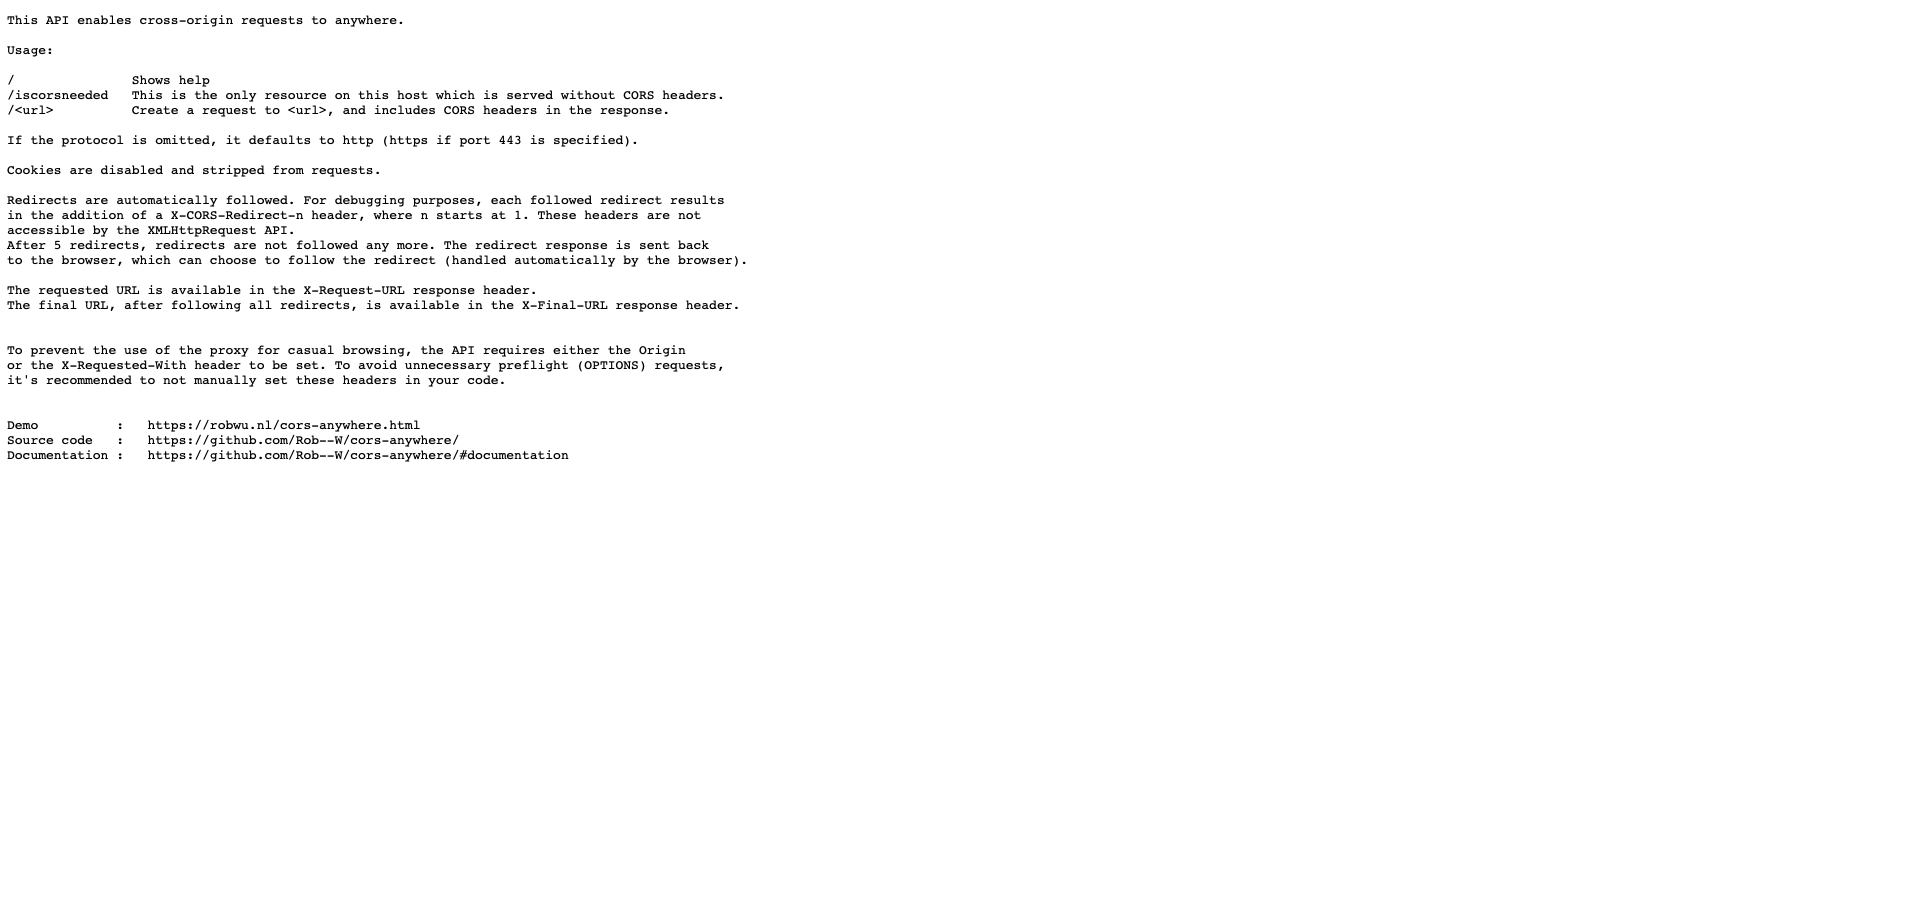 This API enables cross-origin requests to anywhere.

Usage:

/               Shows help
/iscorsneeded   This is the only resource on this host which is served without CORS headers.
/<url>          Create a request to <url>, and includes CORS headers in the response.

If the protocol is omitted, it defaults to http (https if port 443 is specified).

Cookies are disabled and stripped from requests.

Redirects are automatically followed. For debugging purposes, each followed redirect results
in the addition of a X-CORS-Redirect-n header, where n starts at 1. These headers are not
accessible by the XMLHttpRequest API.
After 5 redirects, redirects are not followed any more. The redirect response is sent back
to the browser, which can choose to follow the redirect (handled automatically by the browser).

The requested URL is available in the X-Request-URL response header.
The final URL, after following all redirects, is available in the X-Final-URL response header.


To prevent the use of the proxy for casual browsing, the API requires either the Origin
or the X-Requested-With header to be set. To avoid unnecessary preflight (OPTIONS) requests,
it's recommended to not manually set these headers in your code.


Demo          :   https://robwu.nl/cors-anywhere.html
Source code   :   https://github.com/Rob--W/cors-anywhere/
Documentation :   https://github.com/Rob--W/cors-anywhere/#documentation